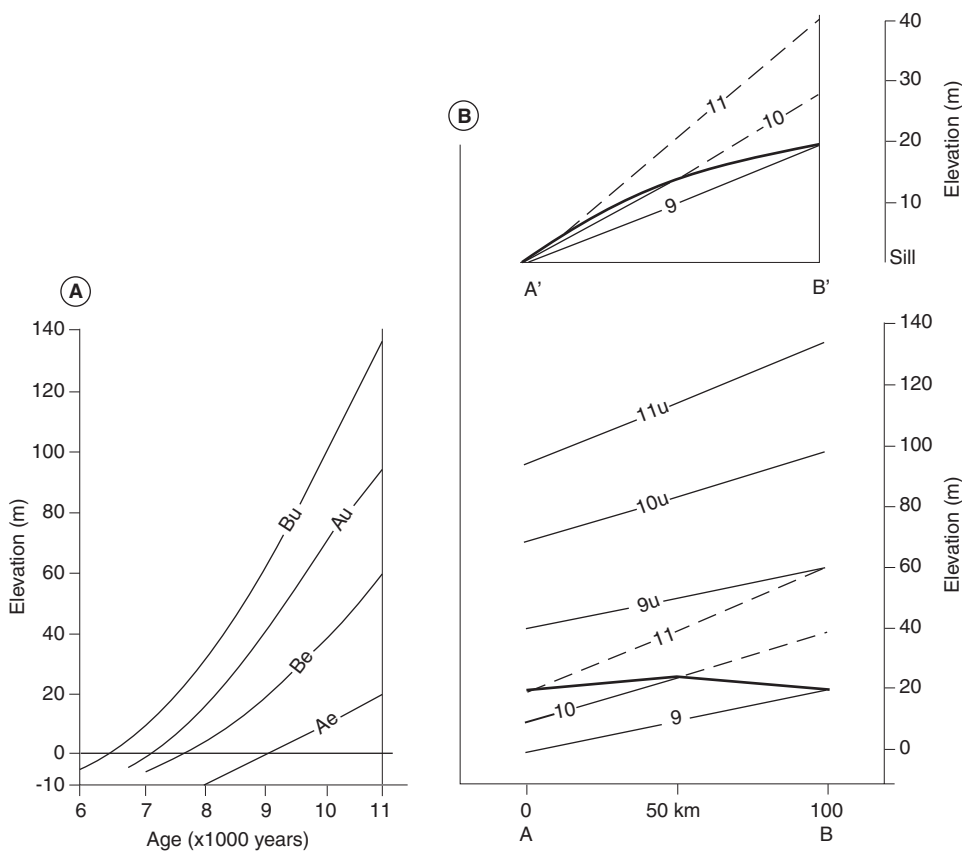 A
140
120
100
80
60
40
20
0
-10
Elevation (m)
Bu
Au
Be
Ae
6 7 8 9 10 11
Age (x1000 years)
B
11
10
9
40
30
20
10
Sill
Elevation (m)
A' B'
11u
10u
9u
11
10
9
140
120
100
80
60
40
20
0
Elevation (m)
0 50 km 100
A B